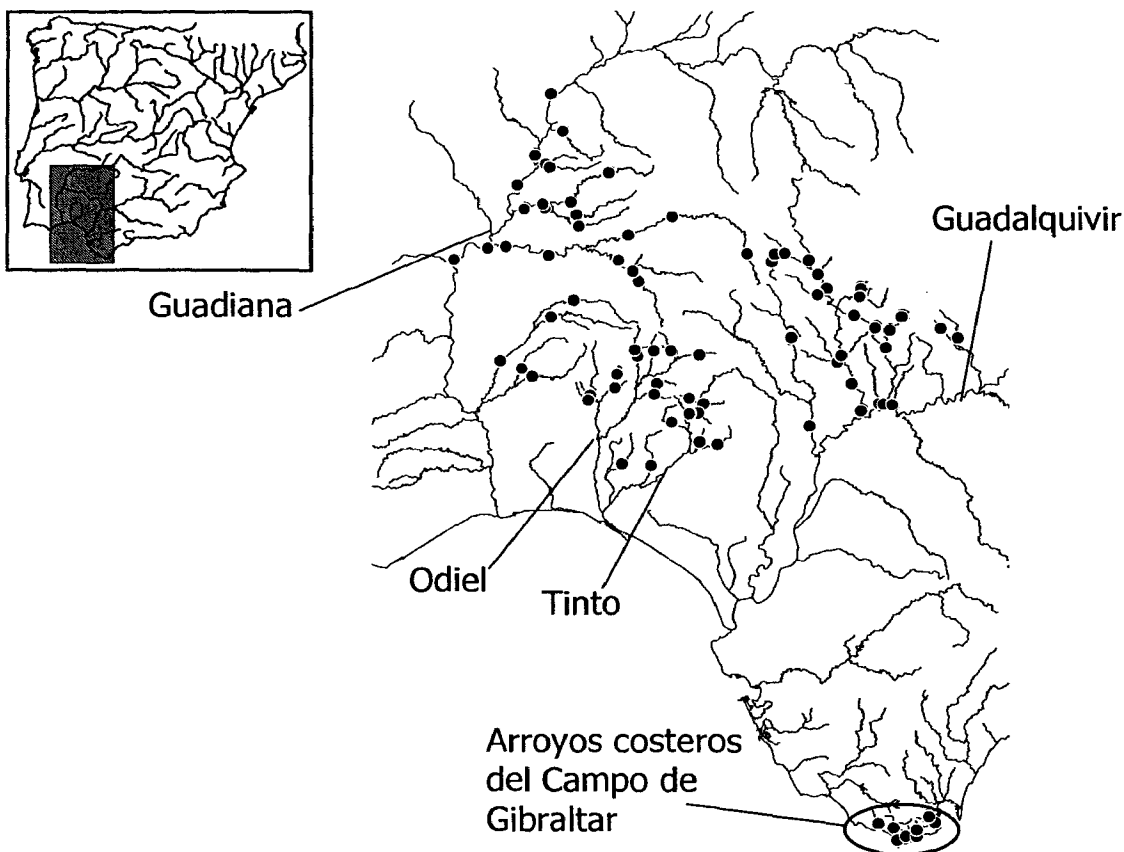 Guadalquivir
Guadiana
Odiel
Tinto
Arroyos costeros
del Campo de
Gibraltar